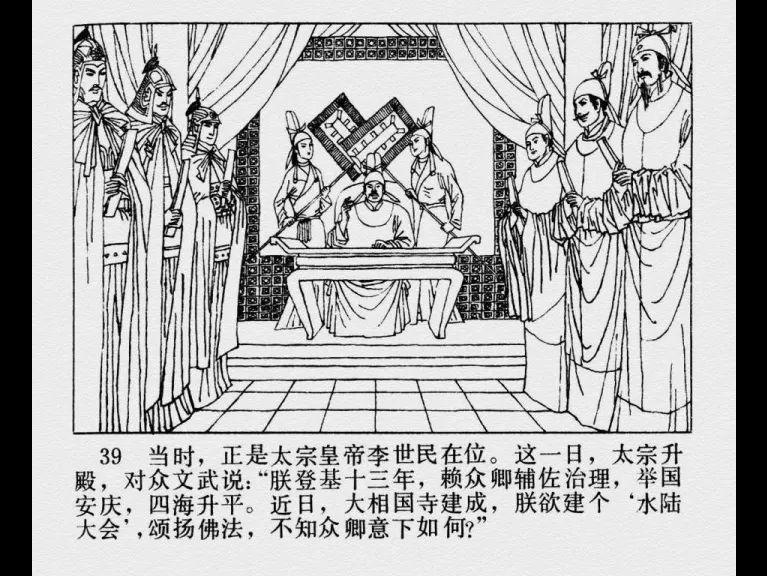 39 当时，正是太宗皇帝李世民在位。这一日，太宗升
殿，对众文武说：“朕登基十三年，赖众卿辅佐治理，举国
安庆，四海升平。近日，大相国寺建成，朕欲建个‘水陆
大会’，颂扬佛法，不知众卿意下如何？”